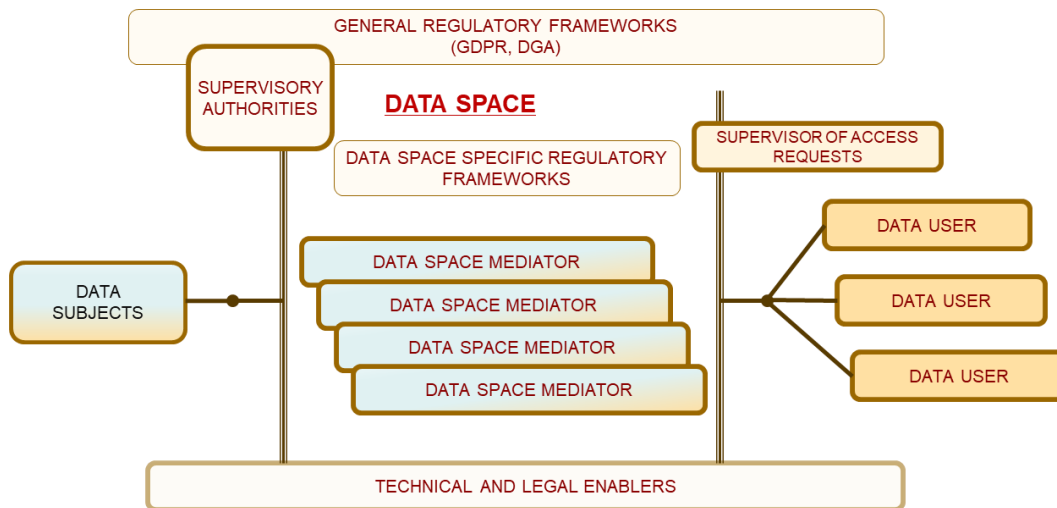 GENERAL REGULATORY FRAMEWORKS
(GDPR, DGA)
SUPERVISORY
AUTHORITIES
DATA SPACE
SUPERVISOR OF ACCESS
REQUESTS
DATA SPACE SPECIFIC REGULATORY
FRAMEWORKS
DATA USER
DATA SPACE MEDIATOR
DATA SUBJECTS
DATA SPACE MEDIATOR
DATA USER
DATA SPACE MEDIATOR
DATA USER
DATA SPACE MEDIATOR
TECHNICAL AND LEGAL ENABLERS